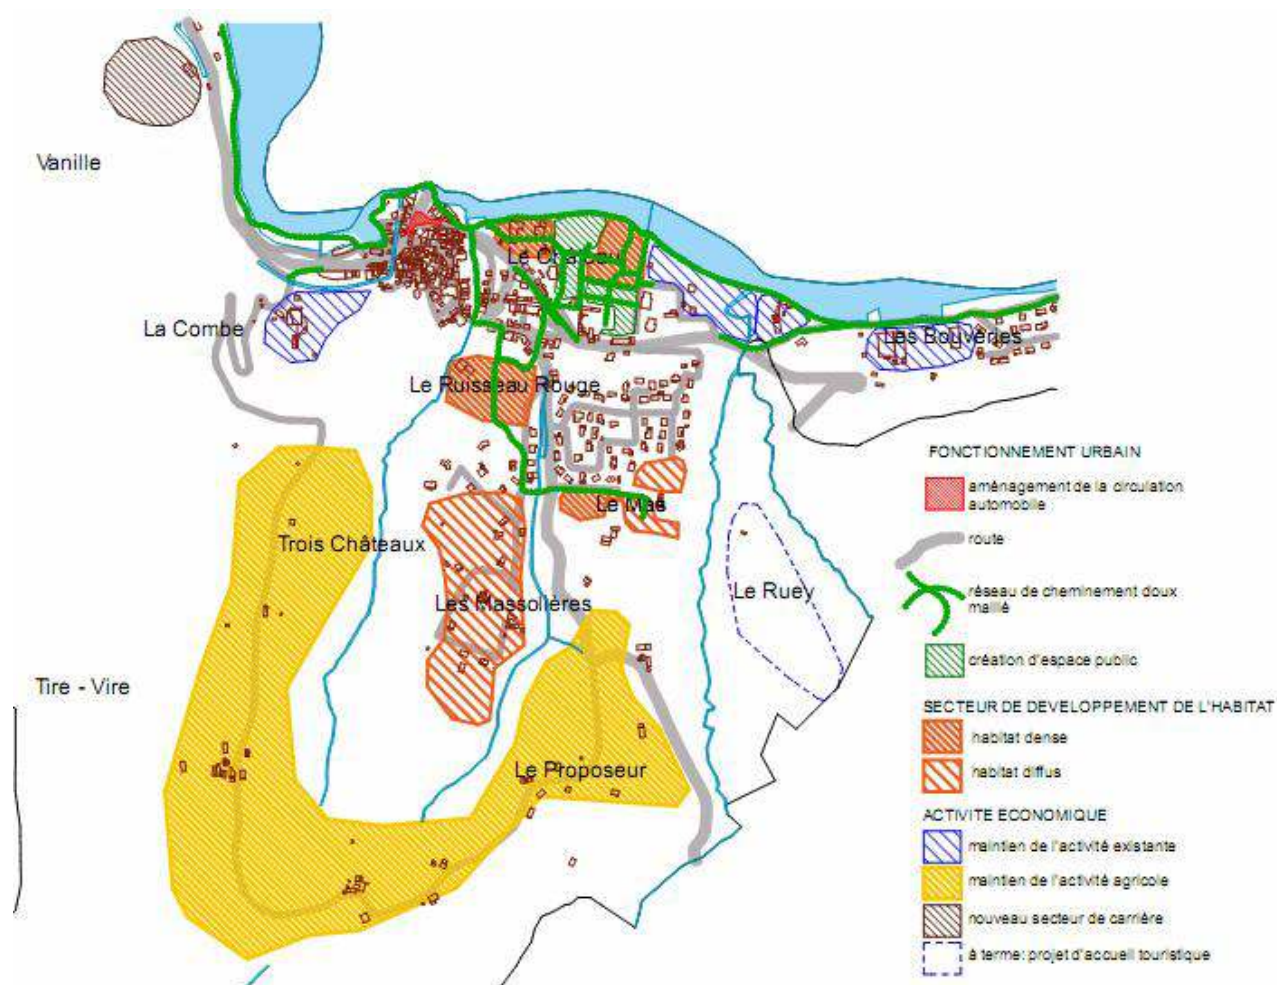 Vanille
Le Château
La Combe
Les Bouveries
Le Ruisseau Rouge
Le Mas
Trois Châteaux
Les Massolières
Le Ruey
Tire - Vire
Le Proposeur
FONCTIONNEMENT URBAIN
aménagement de la circulation
automobile
route
réseau de cheminement doux
maillé
création d'espace public
SECTEUR DE DEVELOPPEMENT DE L'HABITAT
habitat dense
habitat diffus
ACTIVITE ECONOMIQUE
maintien de l'activité existante
maintien de l'activité agricole
nouveau secteur de carrière
à terme: projet d'accueil touristique